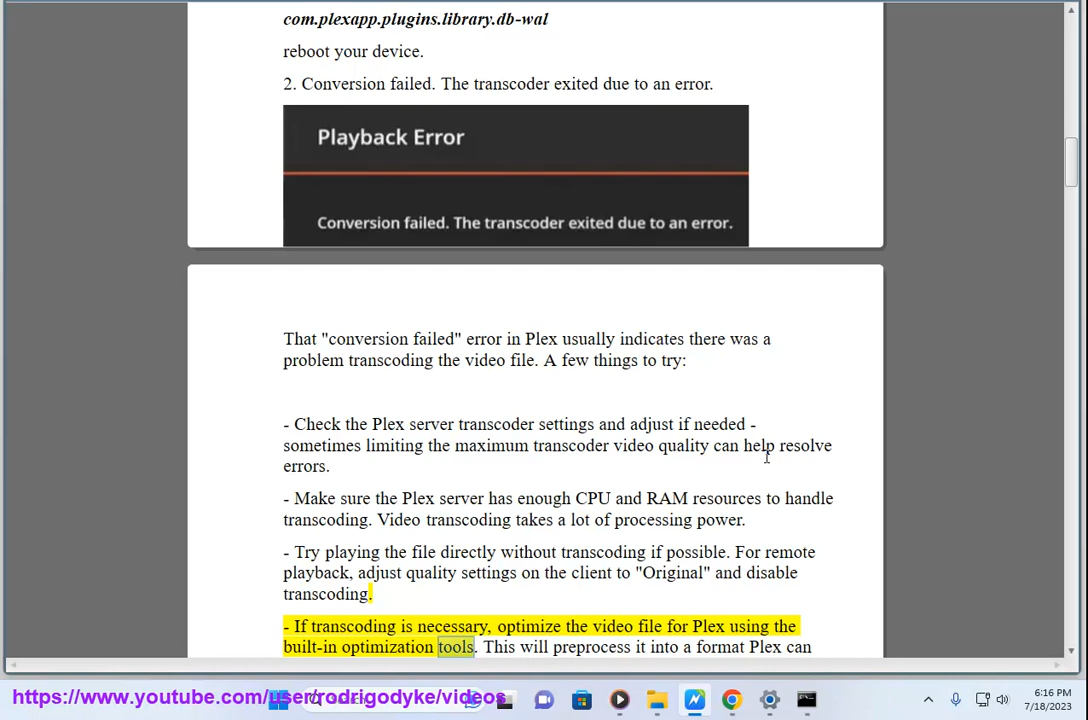 com.plexapp.plugins.library.db-wal
reboot your device.
2. Conversion failed. The transcoder exited due to an error.
Playback Error
Conversion failed. The transcoder exited due to an error.
That "conversion failed" error in Plex usually indicates there was a
problem transcoding the video file. A few things to try:
- Check the Plex server transcoder settings and adjust if needed -
sometimes limiting the maximum transcoder video quality can help resolve
errors.
- Make sure the Plex server has enough CPU and RAM resources to handle
transcoding. Video transcoding takes a lot of processing power.
- Try playing the file directly without transcoding if possible. For remote
playback, adjust quality settings on the client to "Original" and disable
transcoding.
- If transcoding is necessary, optimize the video file for Plex using the
built-in optimization tools. This will preprocess it into a format Plex can
https://www.youtube.com/user/rodrigodyke/videos
6:16 PM
7/18/2023